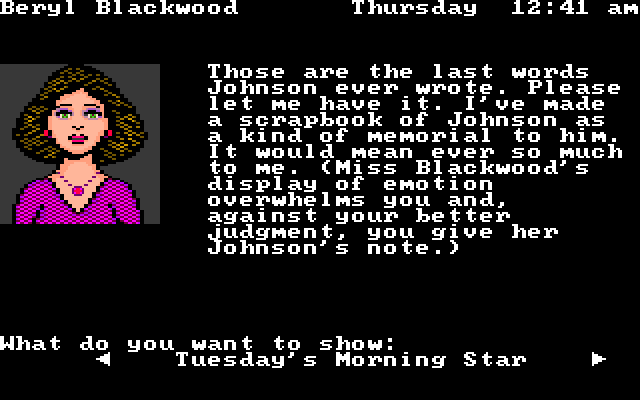 Beryl Blackwood Thursday 12:41 am
Those are the last words
Johnson ever wrote. Please
let me have it. I've made
a scrapbook of Johnson as
a kind of memorial to him.
It would mean ever so much
to me. (Miss Blackwood's
display of emotion
overwhelms you and,
against your better
judgment, you give her
Johnson's note.)
What do you want to show:
Tuesday's Morning Star